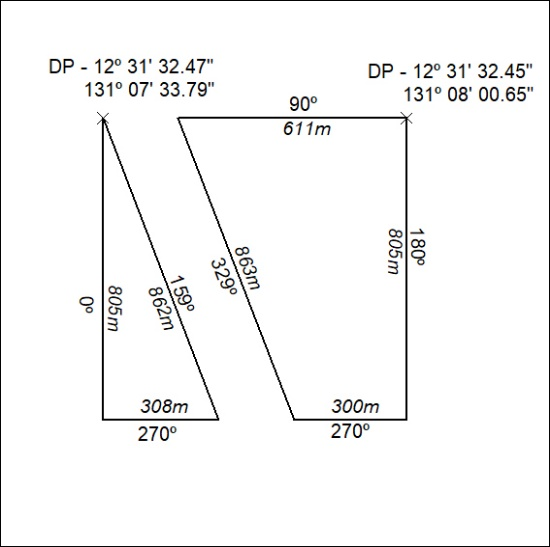 DP - 12º 31' 32.47"
131º 07' 33.79"
DP - 12º 31' 32.45"
131º 08' 00.65"
90º
611m
0º
805m
159º
862m
863m
329º
805m
180º
308m
270º
300m
270º